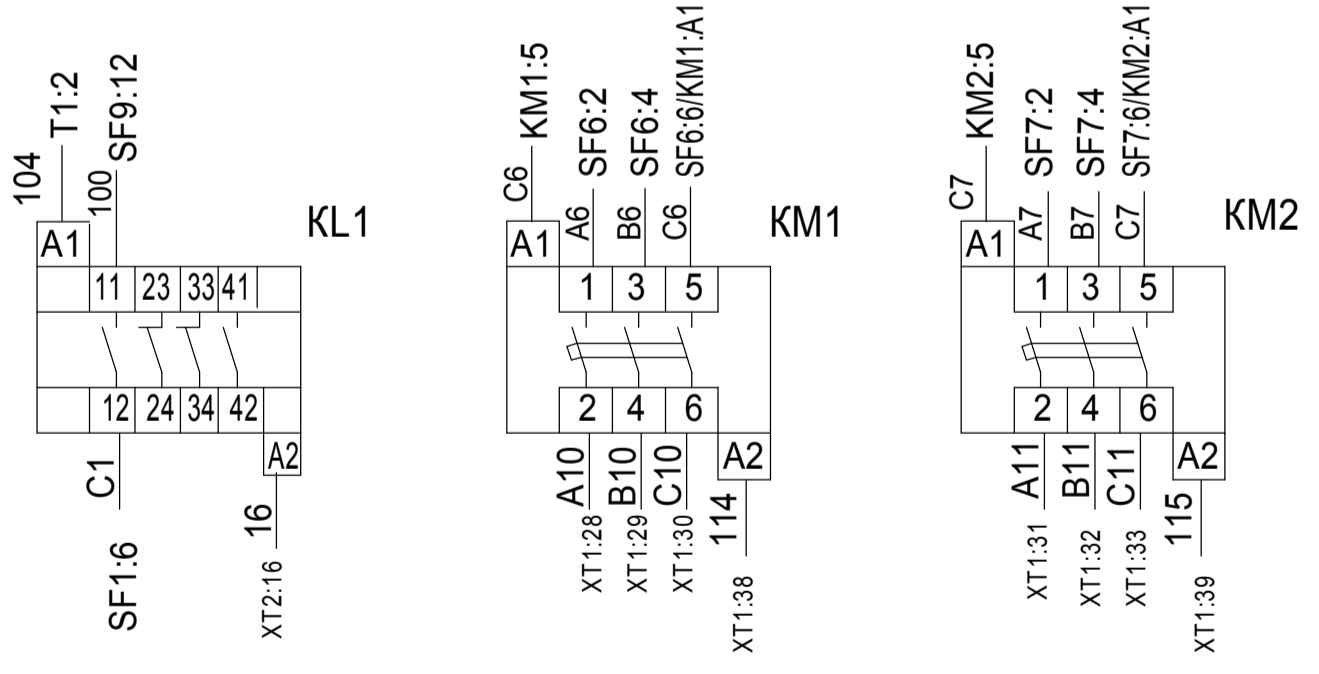 104
T1:2
100
SF9:12
A1
KL1
11 23 33 41
12 24 34 42
A2
C1
SF1:6
16
XT2:16
C6
KM1:5
A6
SF6:2
B6
SF6:4
C6
SF6:6/KM1:A1
A1
KM1
1 3 5
2 4 6
A2
A10
XT1:28
B10
XT1:29
C10
XT1:30
114
XT1:38
C7
KM2:5
A7
SF7:2
B7
SF7:4
C7
SF7:6/KM2:A1
A1
KM2
1 3 5
2 4 6
A2
A11
XT1:31
B11
XT1:32
C11
XT1:33
115
XT1:39